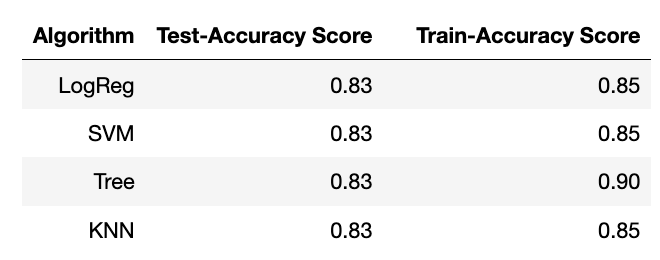 Algorithm Test-Accuracy Score Train-Accuracy Score
LogReg 0.83 0.85
SVM 0.83 0.85
Tree 0.83 0.90
KNN 0.83 0.85